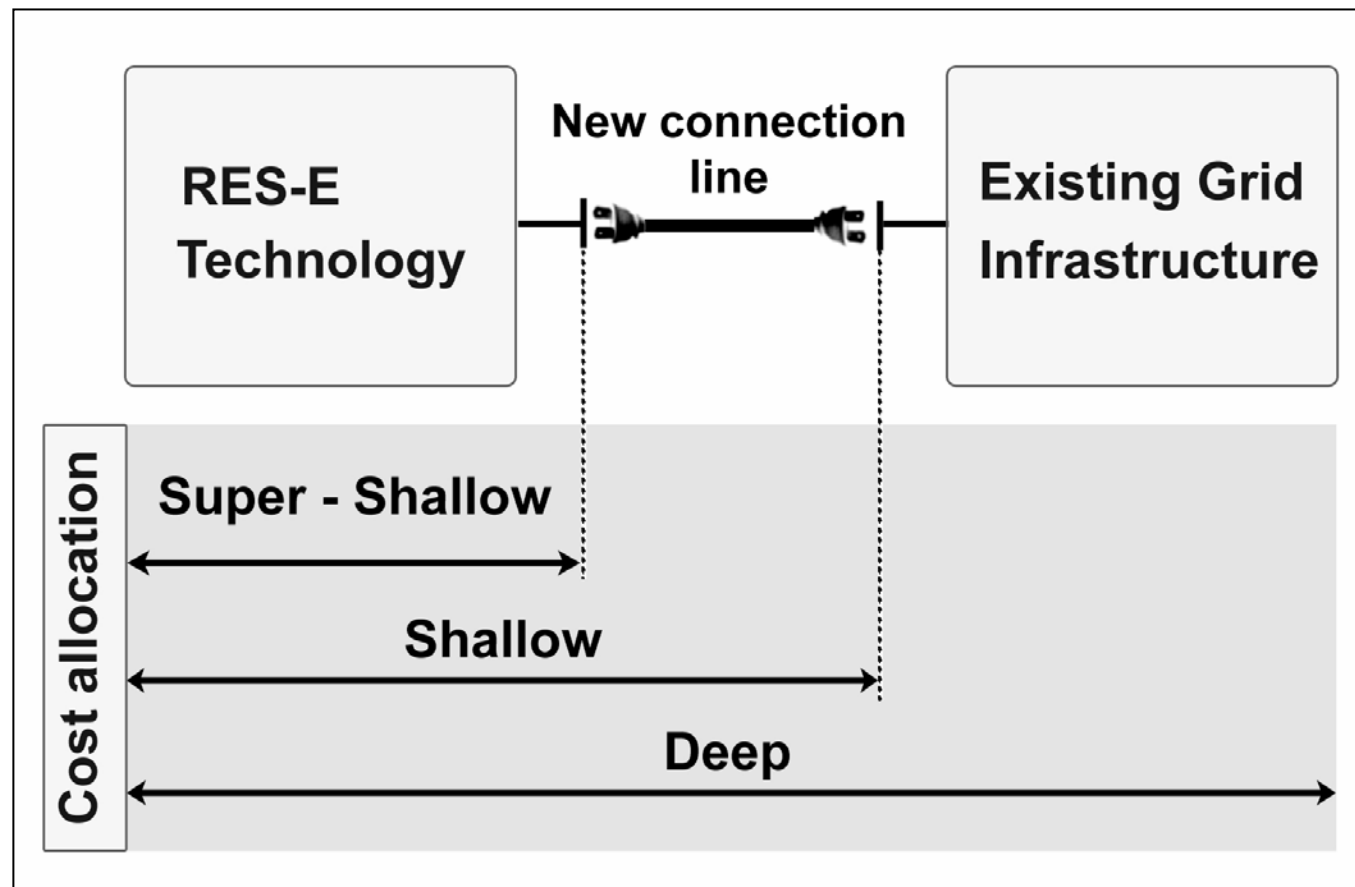 RES-E
Technology
New connection
line
Existing Grid
Infrastructure
Cost allocation
Super - Shallow
Shallow
Deep